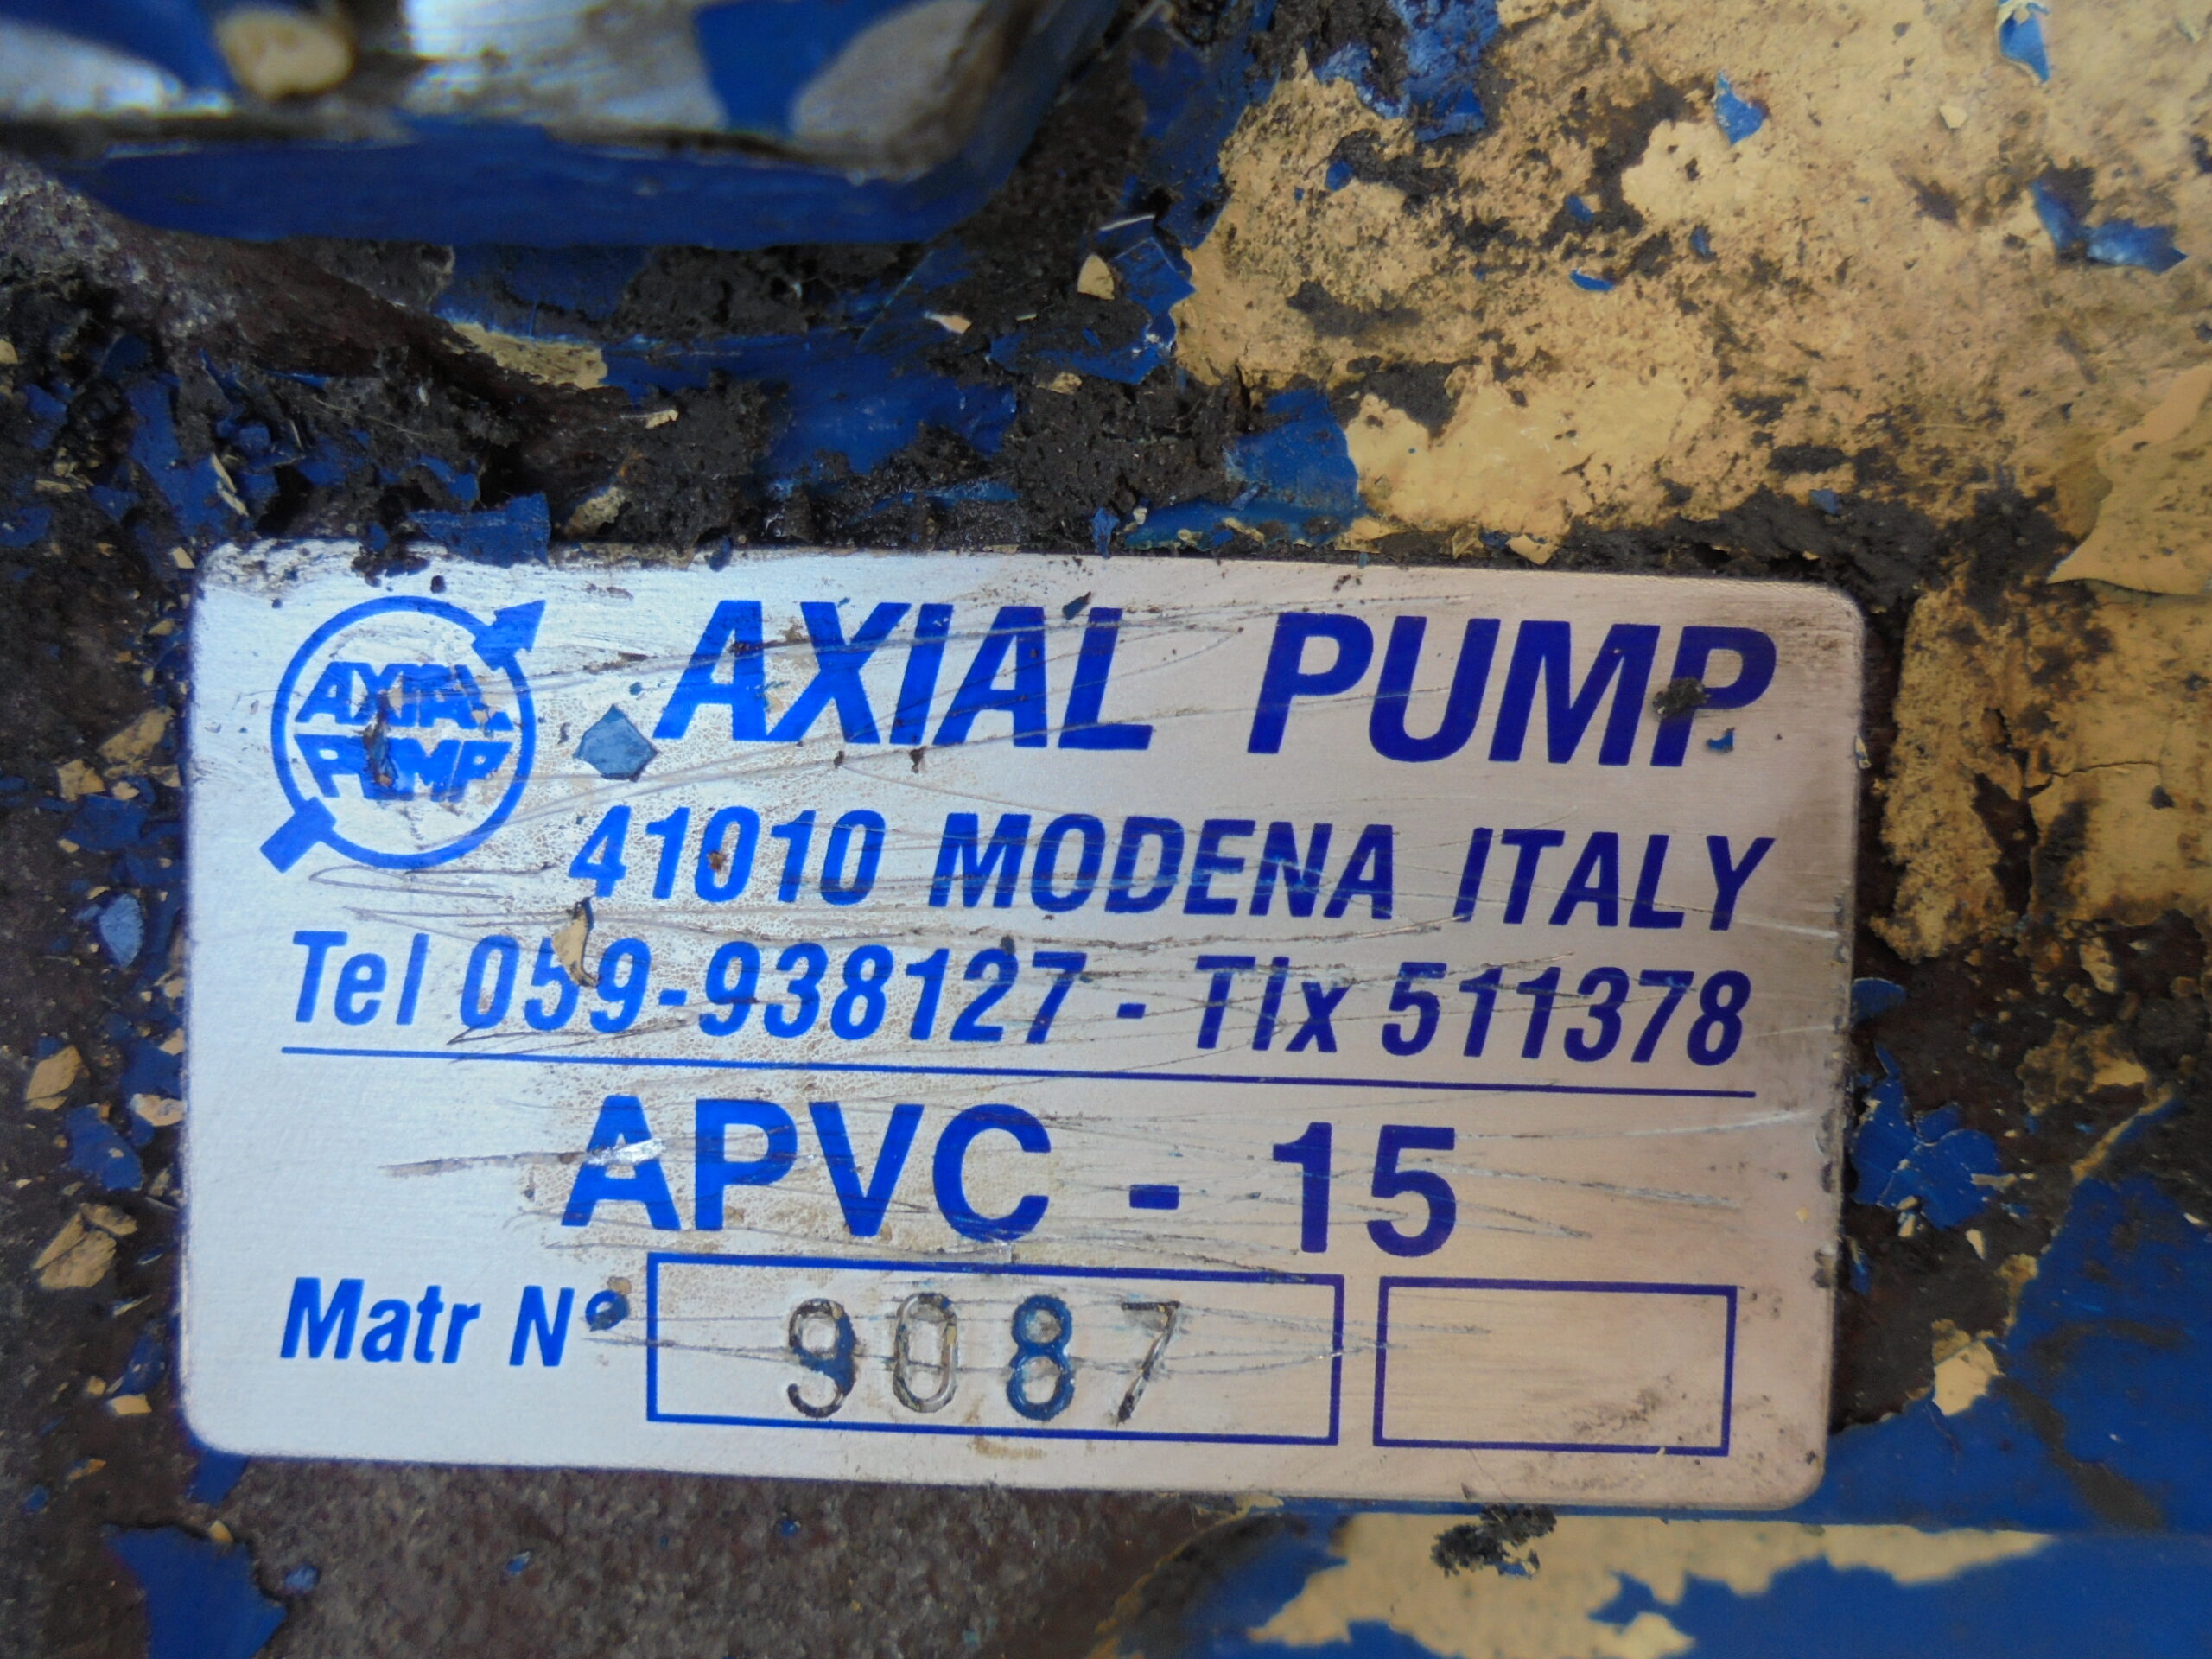 AXIAL
PUMP
AXIAL PUMP
41010 MODENA ITALY
Tel 059-938127 - Tlx 511378
APVC - 15
Matr N° 9087